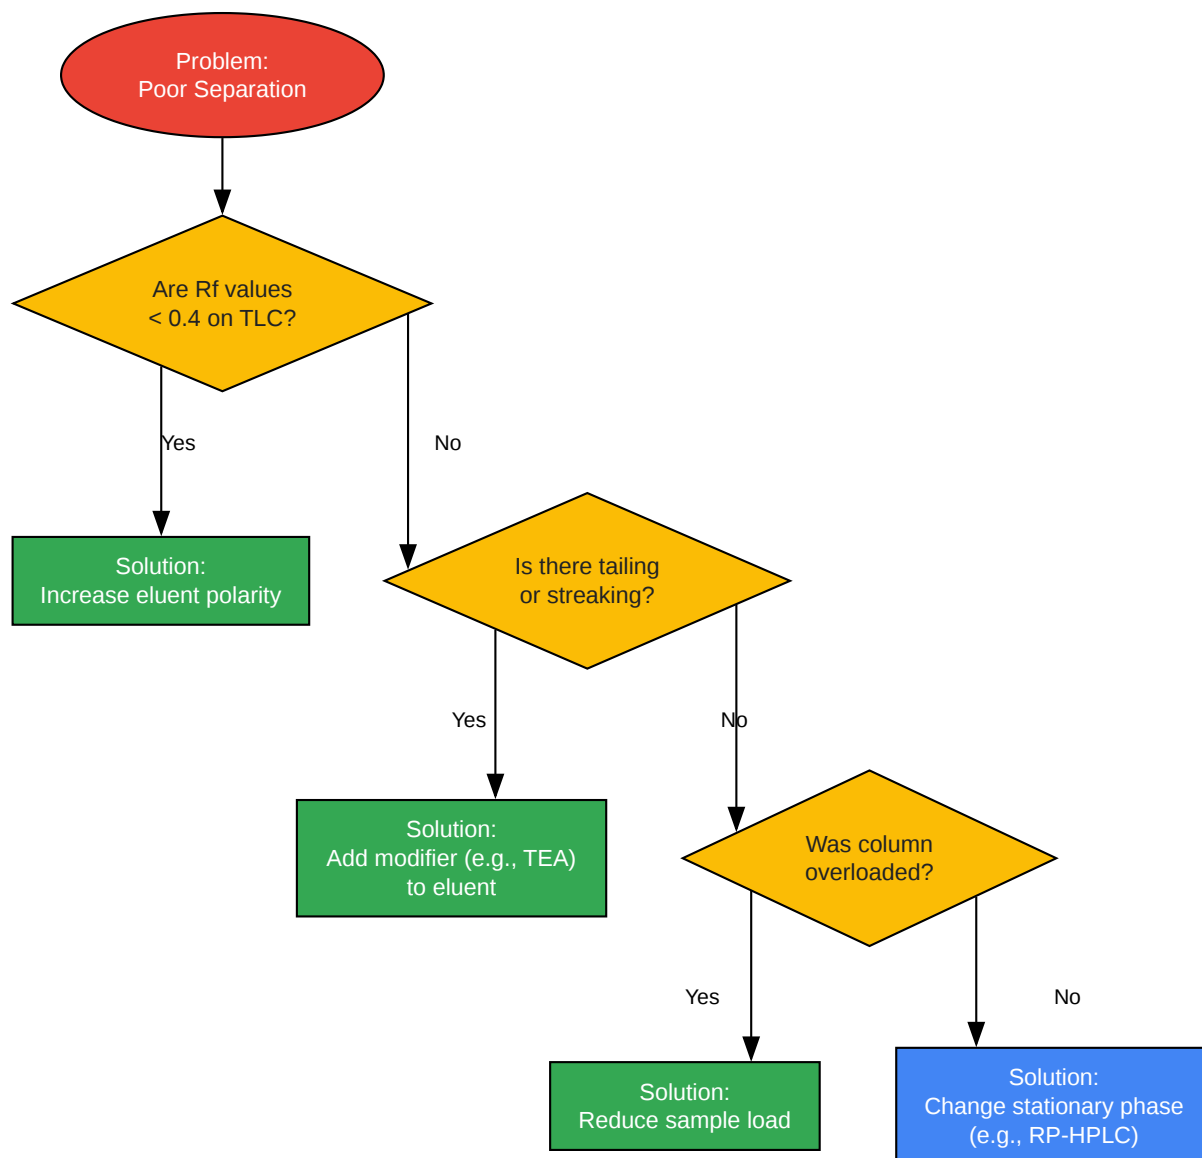 Problem:
Poor Separation
Are Rf values
< 0.4 on TLC?
Yes
No
Solution:
Increase eluent polarity
Is there tailing
or streaking?
Yes
No
Solution:
Add modifier (e.g., TEA)
to eluent
Was column
overloaded?
Yes
No
Solution:
Reduce sample load
Solution:
Change stationary phase
(e.g., RP-HPLC)